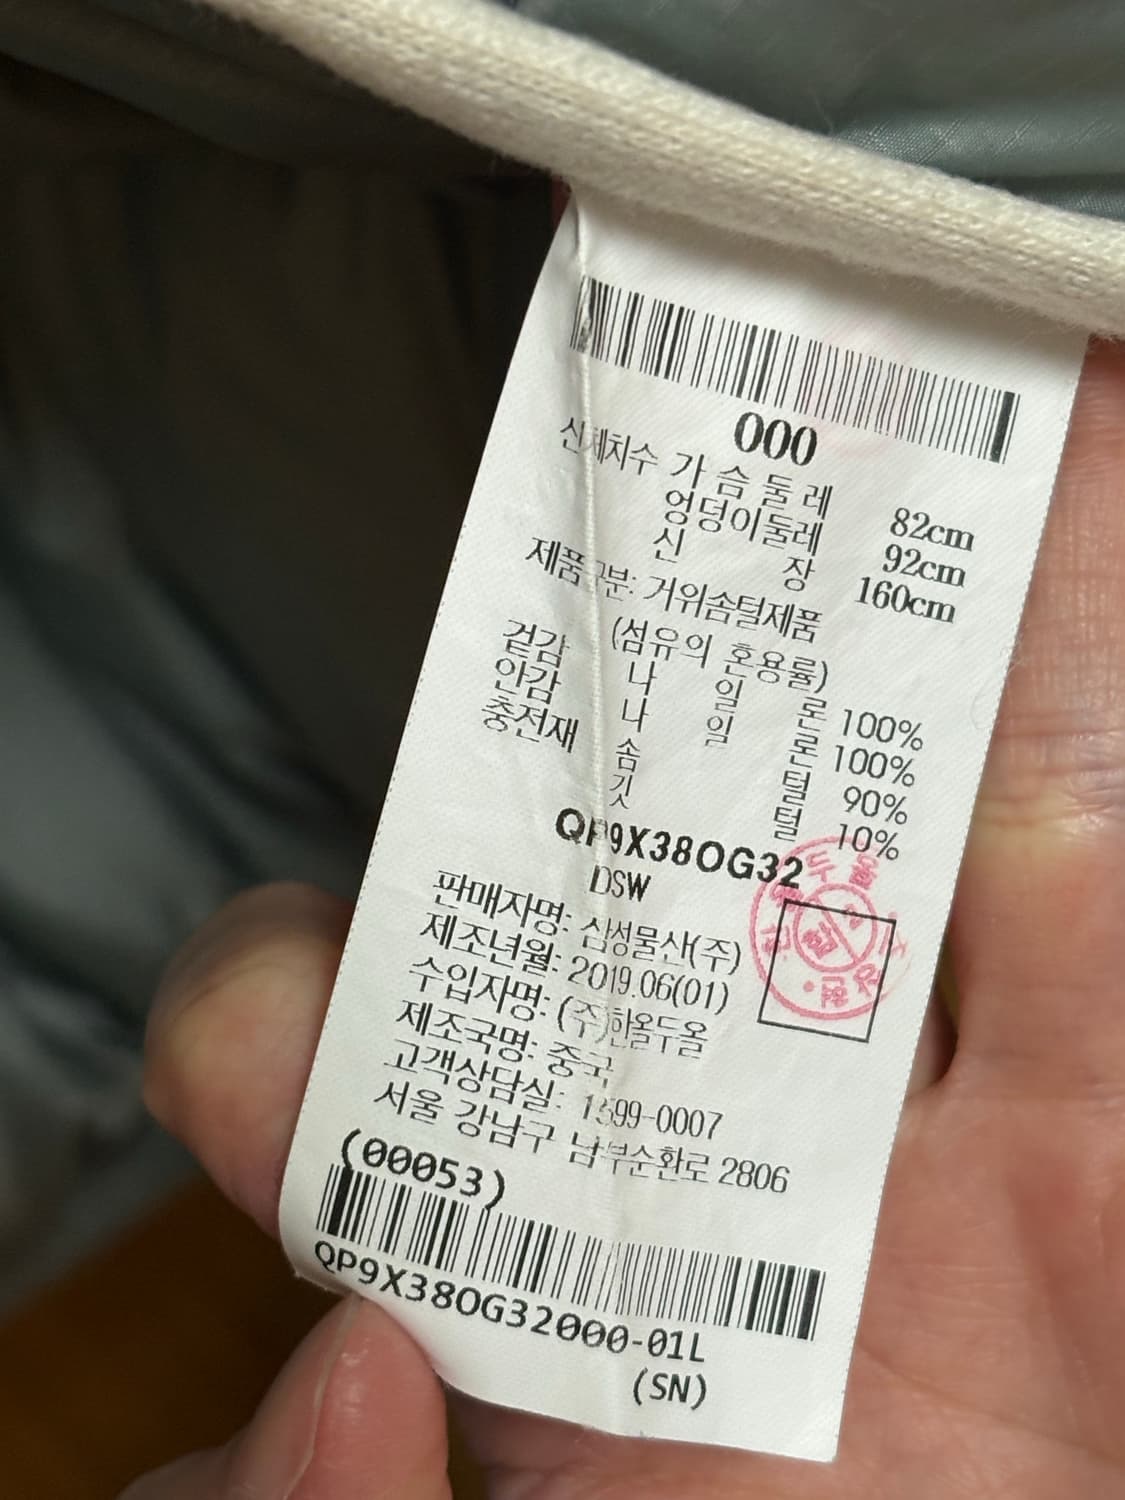 000
신체치수 가슴둘레 82cm
엉덩이둘레 92cm
신장 160cm
제품구분: 거위솜털제품
(섬유의 혼용률)
겉감 나일론 100%
안감 나일론 100%
충전재 솜털 90%
깃털 10%
QP9X38OG32
DSW
판매자명: 삼성물산(주)
제조년월: 2019.06(01)
수입자명: (주)한올두올
제조국명: 중국
고객상담실: 1599-0007
서울 강남구 남부순환로 2806
(00053)
QP9X38OG32000-01L
(SN)